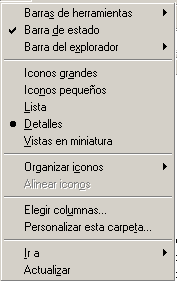 Barras de herramientas
Barra de estado
Barra del explorador
Iconos grandes
Iconos pequeños
Lista
Detalles
Vistas en miniatura
Organizar iconos
Alinear iconos
Elegir columnas...
Personalizar esta carpeta...
Ir a
Actualizar